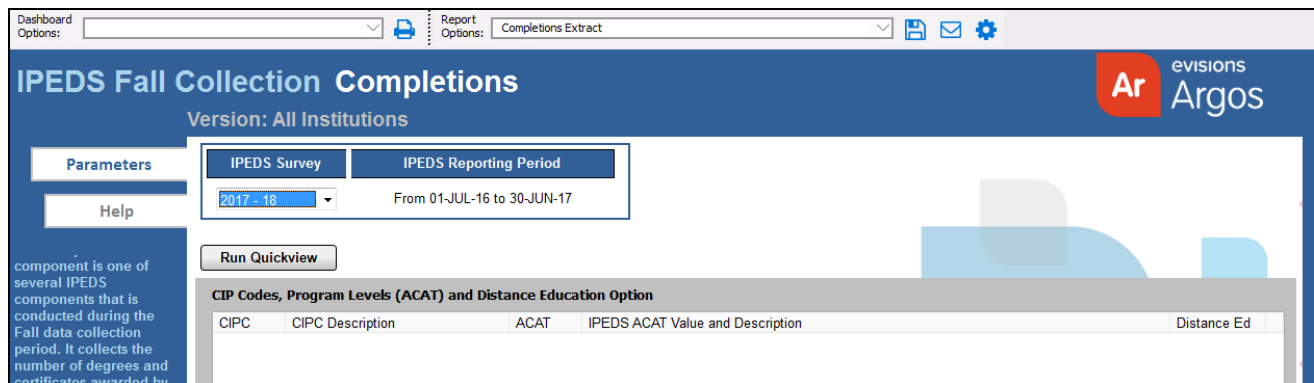 Dashboard
Options:
Report
Options:
Completions Extract
IPEDS Fall Collection Completions
Version: All Institutions
Ar
evisions
Argos
Parameters
Help
IPEDS Survey
IPEDS Reporting Period
2017 - 18
From 01-JUL-16 to 30-JUN-17
Run Quickview
component is one of
several IPEDS
components that is
conducted during the
Fall data collection
period. It collects the
number of degrees and
certificates awarded by
CIP Codes, Program Levels (ACAT) and Distance Education Option
CIPC CIPC Description ACAT IPEDS ACAT Value and Description Distance Ed